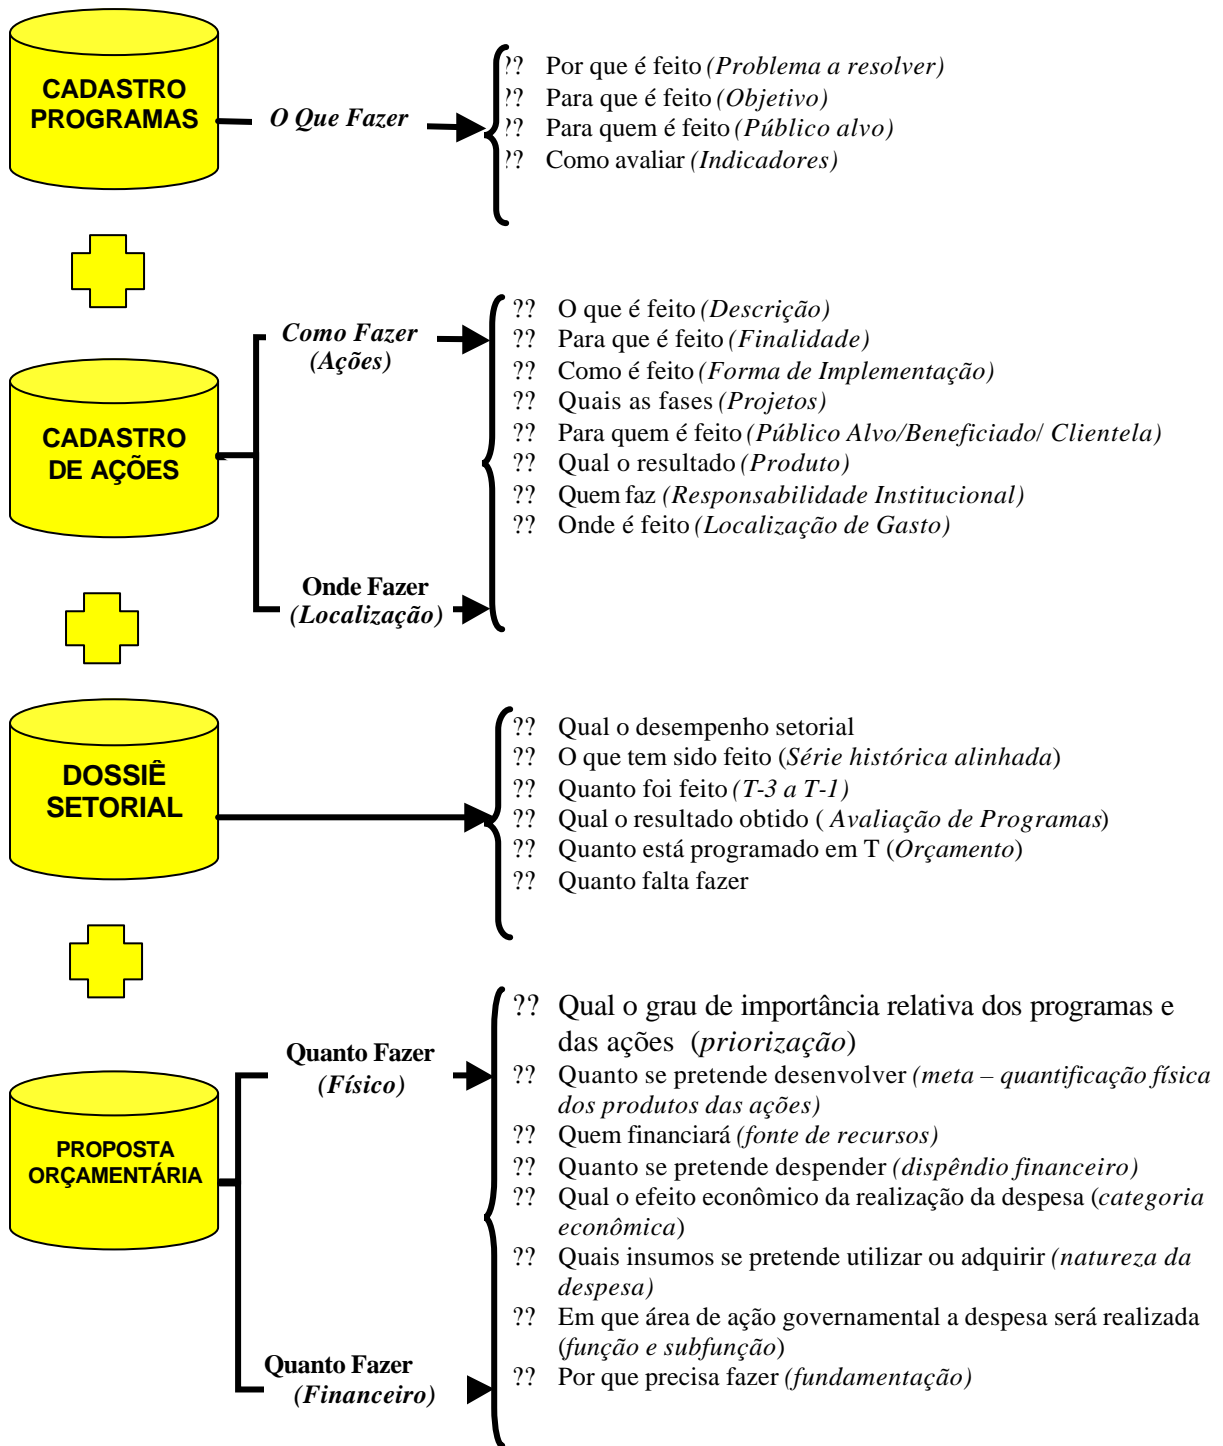 CADASTRO
PROGRAMAS
O Que Fazer
?? Por que é feito (Problema a resolver)
?? Para que é feito (Objetivo)
?? Para quem é feito (Público alvo)
?? Como avaliar (Indicadores)
CADASTRO
DE AÇÕES
Como Fazer
(Ações)
Onde Fazer
(Localização)
?? O que é feito (Descrição)
?? Para que é feito (Finalidade)
?? Como é feito (Forma de Implementação)
?? Quais as fases (Projetos)
?? Para quem é feito (Público Alvo/Beneficiado/ Clientela)
?? Qual o resultado (Produto)
?? Quem faz (Responsabilidade Institucional)
?? Onde é feito (Localização de Gasto)
DOSSIÊ
SETORIAL
?? Qual o desempenho setorial
?? O que tem sido feito (Série histórica alinhada)
?? Quanto foi feito (T-3 a T-1)
?? Qual o resultado obtido ( Avaliação de Programas)
?? Quanto está programado em T (Orçamento)
?? Quanto falta fazer
PROPOSTA
ORÇAMENTÁRIA
Quanto Fazer
(Físico)
Quanto Fazer
(Financeiro)
?? Qual o grau de importância relativa dos programas e
das ações (priorização)
?? Quanto se pretende desenvolver (meta – quantificação física
dos produtos das ações)
?? Quem financiará (fonte de recursos)
?? Quanto se pretende despender (dispêndio financeiro)
?? Qual o efeito econômico da realização da despesa (categoria
econômica)
?? Quais insumos se pretende utilizar ou adquirir (natureza da
despesa)
?? Em que área de ação governamental a despesa será realizada
(função e subfunção)
?? Por que precisa fazer (fundamentação)